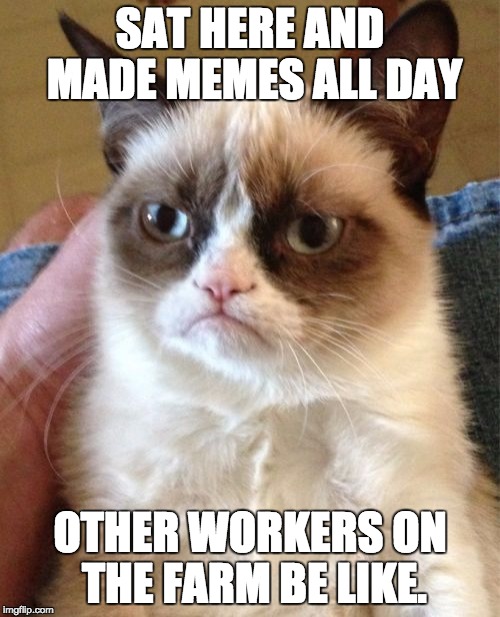 SAT HERE AND
MADE MEMES ALL DAY
OTHER WORKERS ON
THE FARM BE LIKE.
imgflip.com